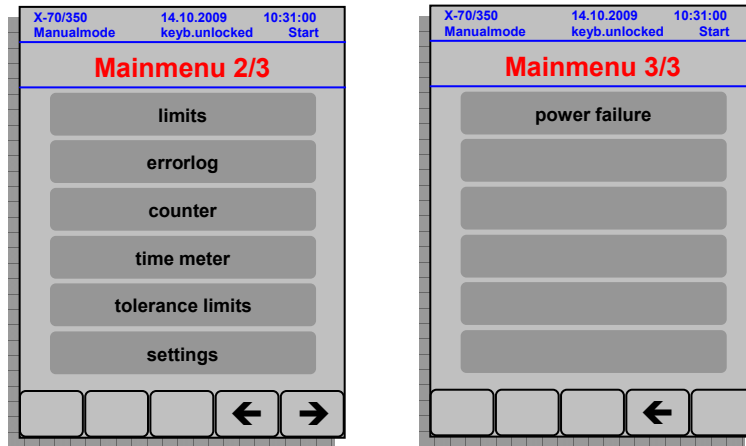 X-70/350 14.10.2009 10:31:00
Manualmode keyb.unlocked Start
Mainmenu 2/3
limits
errorlog
counter
time meter
tolerance limits
settings
X-70/350 14.10.2009 10:31:00
Manualmode keyb.unlocked Start
Mainmenu 3/3
power failure